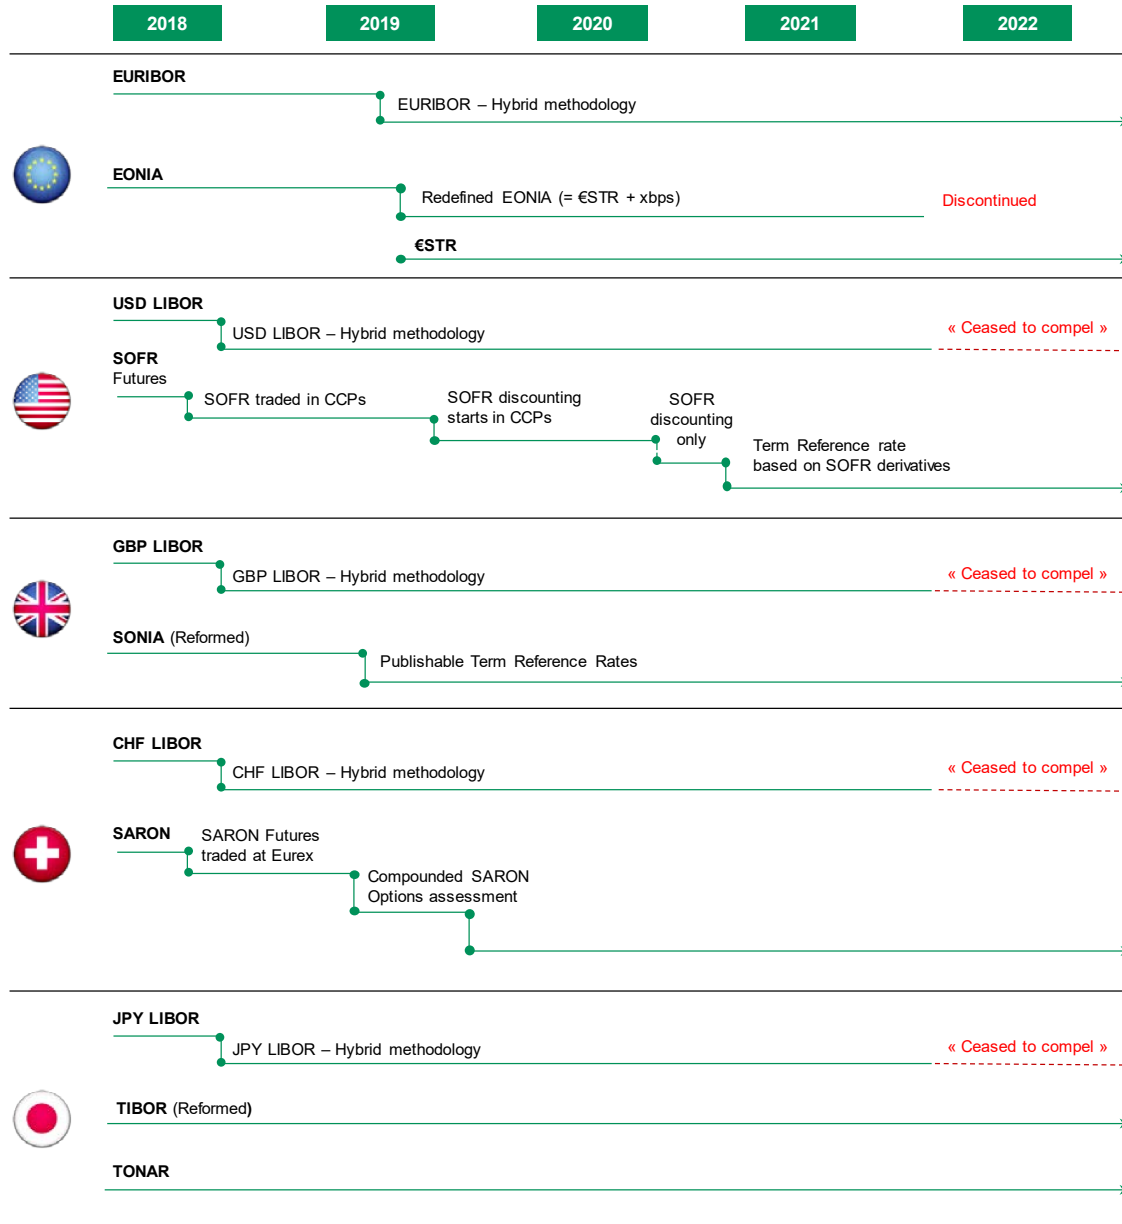 2018 2019 2020 2021 2022
EURIBOR
EURIBOR – Hybrid methodology
EONIA
Redefined EONIA (= €STR + xbps)
Discontinued
€STR
USD LIBOR
USD LIBOR – Hybrid methodology
« Ceased to compel »
SOFR
Futures
SOFR traded in CCPs
SOFR discounting
starts in CCPs
SOFR
discounting
only
Term Reference rate
based on SOFR derivatives
GBP LIBOR
GBP LIBOR – Hybrid methodology
« Ceased to compel »
SONIA (Reformed)
Publishable Term Reference Rates
CHF LIBOR
CHF LIBOR – Hybrid methodology
« Ceased to compel »
SARON
SARON Futures
traded at Eurex
Compounded SARON
Options assessment
JPY LIBOR
JPY LIBOR – Hybrid methodology
« Ceased to compel »
TIBOR (Reformed)
TONAR